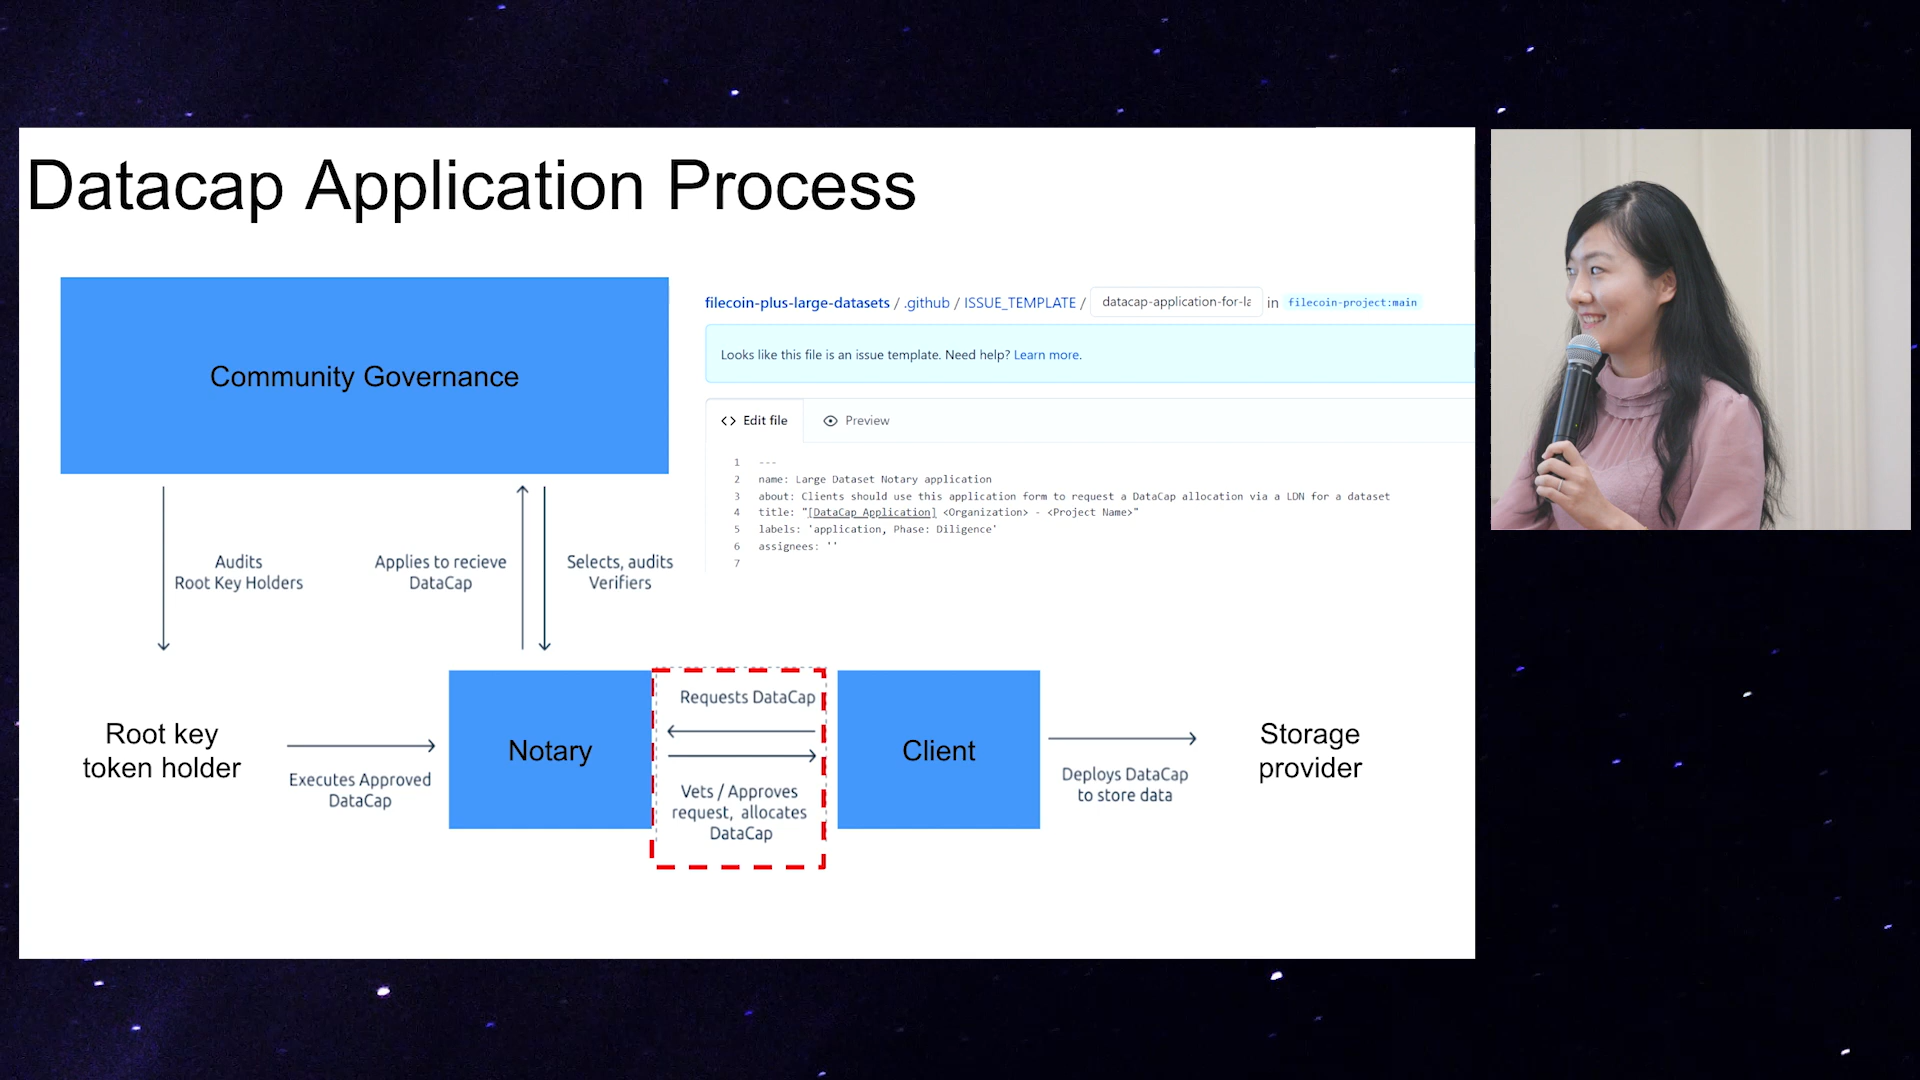 Datacap Application Process
Community Governance
filecoin-plus-large-datasets / .github / ISSUE_TEMPLATE / datacap-application-for-la in filecoin-project:main
Looks like this file is an issue template. Need help? Learn more.
<> Edit file Preview
1 ---
2 name: Large Dataset Notary application
3 about: Clients should use this application form to request a DataCap allocation via a LDN for a dataset
4 title: "[DataCap Application] <Organization> - <Project Name>"
5 labels: 'application, Phase: Diligence'
6 assignees: ''
7
Audits
Root Key Holders
Applies to recieve
DataCap
Selects, audits
Verifiers
Root key
token holder
Executes Approved
DataCap
Notary
Requests DataCap
Vets / Approves
request, allocates
DataCap
Client
Deploys DataCap
to store data
Storage
provider